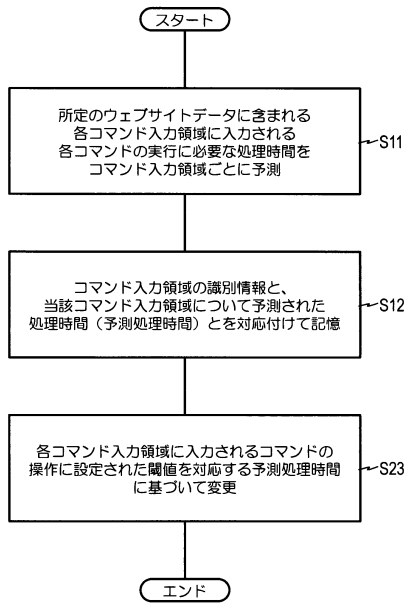 スタート
所定のウェブサイトデータに含まれる
各コマンド入力領域に入力される
各コマンドの実行に必要な処理時間を
コマンド入力領域ごとに予測
S11
コマンド入力領域の識別情報と、
当該コマンド入力領域について予測された
処理時間（予測処理時間）とを対応付けて記憶
S12
各コマンド入力領域に入力されるコマンドの
操作に設定された閾値を対応する予測処理時間
に基づいて変更
S23
エンド